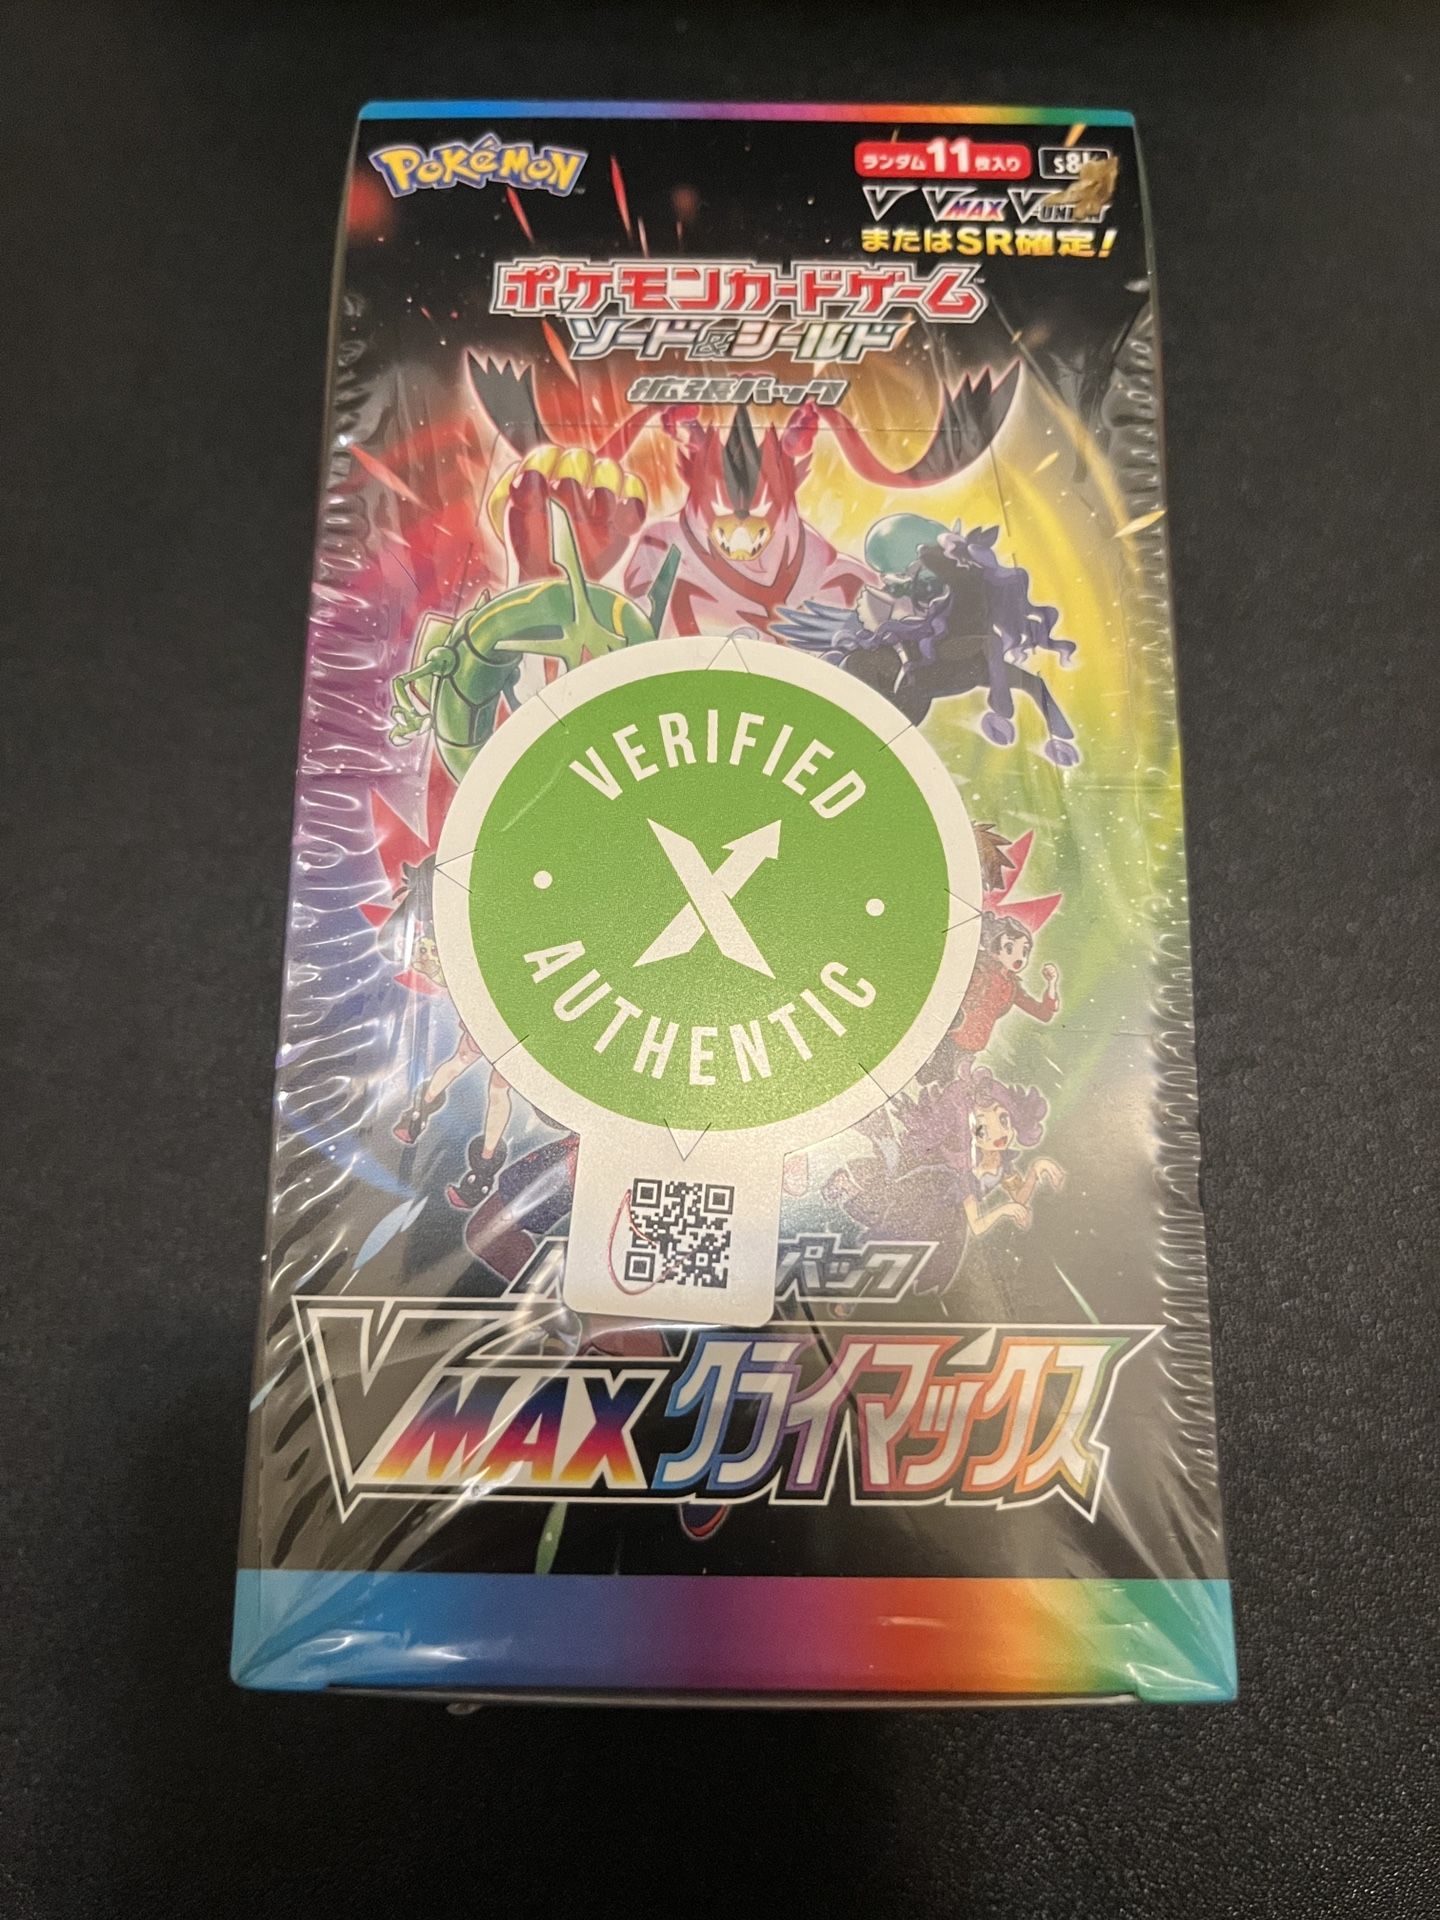 POKéMON
ランダム11枚入り
V VMAX V-UNION
またはSR確定!
ポケモンカードゲーム
ソード&シールド
拡張パック
VERIFIED
AUTHENTIC
パック
VMAXクライマックス